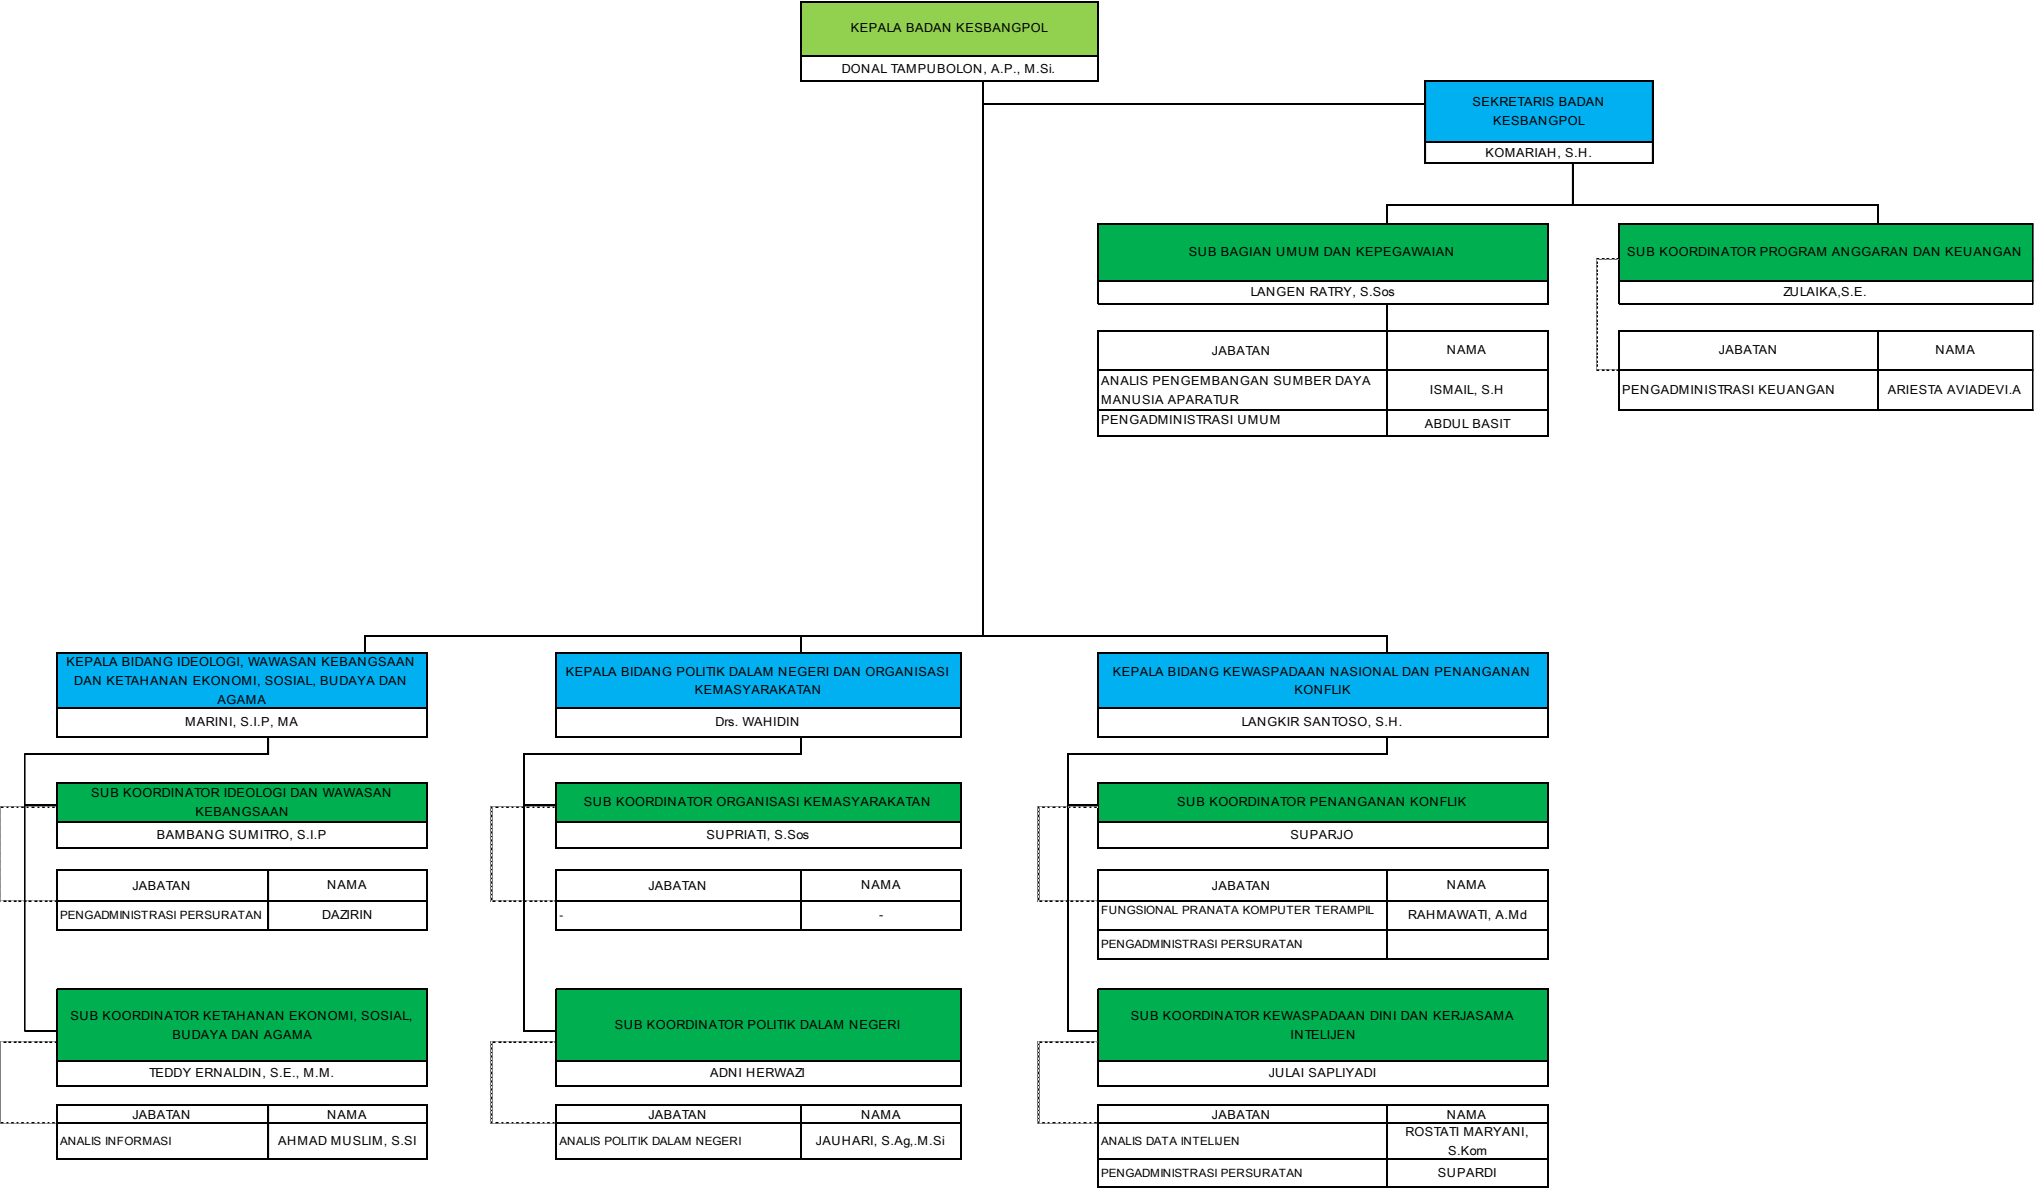 KEPALA BADAN KESBANGPOL
DONAL TAMPUBOLON, A.P., M.Si.
SEKRETARIS BADAN
KESBANGPOL
KOMARIAH, S.H.
SUB BAGIAN UMUM DAN KEPEGAWAIAN
LANGEN RATRY, S.Sos
JABATAN NAMA
ANALIS PENGEMBANGAN SUMBER DAYA
MANUSIA APARATUR
ISMAIL, S.H
PENGADMINISTRASI UMUM ABDUL BASIT
SUB KOORDINATOR PROGRAM ANGGARAN DAN KEUANGAN
ZULAIKA,S.E.
JABATAN NAMA
PENGADMINISTRASI KEUANGAN ARIESTA AVIADEVI.A
KEPALA BIDANG IDEOLOGI, WAWASAN KEBANGSAAN
DAN KETAHANAN EKONOMI, SOSIAL, BUDAYA DAN
AGAMA
MARINI, S.I.P, MA
SUB KOORDINATOR IDEOLOGI DAN WAWASAN
KEBANGSAAN
BAMBANG SUMITRO, S.I.P
JABATAN NAMA
PENGADMINISTRASI PERSURATAN DAZIRIN
SUB KOORDINATOR KETAHANAN EKONOMI, SOSIAL,
BUDAYA DAN AGAMA
TEDDY ERNALDIN, S.E., M.M.
JABATAN NAMA
ANALIS INFORMASI AHMAD MUSLIM, S.SI
KEPALA BIDANG POLITIK DALAM NEGERI DAN ORGANISASI
KEMASYARAKATAN
Drs. WAHIDIN
SUB KOORDINATOR ORGANISASI KEMASYARAKATAN
SUPRIATI, S.Sos
JABATAN NAMA
- -
SUB KOORDINATOR POLITIK DALAM NEGERI
ADNI HERWAZI
JABATAN NAMA
ANALIS POLITIK DALAM NEGERI JAUHARI, S.Ag,.M.Si
KEPALA BIDANG KEWASPADAAN NASIONAL DAN PENANGANAN
KONFLIK
LANGKIR SANTOSO, S.H.
SUB KOORDINATOR PENANGANAN KONFLIK
SUPARJO
JABATAN NAMA
FUNGSIONAL PRANATA KOMPUTER TERAMPIL RAHMAWATI, A.Md
PENGADMINISTRASI PERSURATAN
SUB KOORDINATOR KEWASPADAAN DINI DAN KERJASAMA
INTELIJEN
JULAI SAPLIYADI
JABATAN NAMA
ANALIS DATA INTELIJEN
ROSTATI MARYANI,
S.Kom
PENGADMINISTRASI PERSURATAN SUPARDI